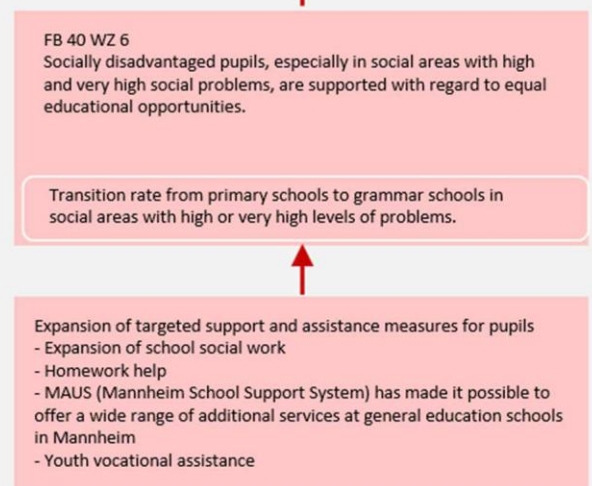 FB 40 WZ 6
Socially disadvantaged pupils, especially in social areas with high
and very high social problems, are supported with regard to equal
educational opportunities.
Transition rate from primary schools to grammar schools in
social areas with high or very high levels of problems.
Expansion of targeted support and assistance measures for pupils
- Expansion of school social work
- Homework help
- MAUS (Mannheim School Support System) has made it possible to
offer a wide range of additional services at general education schools
in Mannheim
- Youth vocational assistance